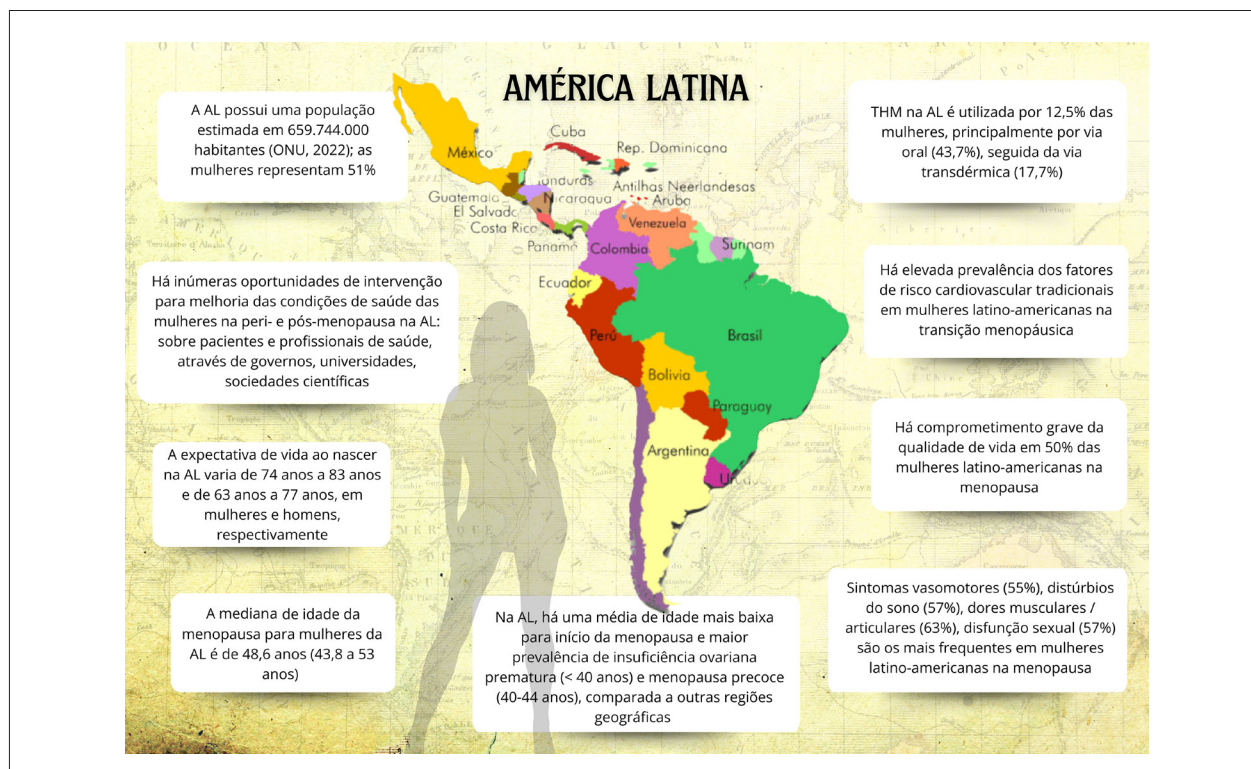 AMÉRICA LATINA
A AL possui uma população
estimada em 659.744.000
habitantes (ONU, 2022); as
mulheres representam 51%
Há inúmeras oportunidades de intervenção
para melhoria das condições de saúde das
mulheres na peri- e pós-menopausa na AL:
sobre pacientes e profissionais de saúde,
através de governos, universidades,
sociedades científicas
A expectativa de vida ao nascer
na AL varia de 74 anos a 83 anos
e de 63 anos a 77 anos, em
mulheres e homens,
respectivamente
A mediana de idade da
menopausa para mulheres da
AL é de 48,6 anos (43,8 a 53
anos)
México
Cuba
Rep. Dominicana
Antilhas Neerlandesas
Aruba
Guatemala
Nicaragua
Costa Rica
Panamá
Venezuela
Colombia
Surinam
Ecuador
Perú
Brasil
Bolivia
Paraguay
Argentina
Na AL, há uma média de idade mais baixa
para início da menopausa e maior
prevalência de insuficiência ovariana
prematura (< 40 anos) e menopausa precoce
(40-44 anos), comparada a outras regiões
geográficas
THM na AL é utilizada por 12,5% das
mulheres, principalmente por via
oral (43,7%), seguida da via
transdérmica (17,7%)
Há elevada prevalência dos fatores
de risco cardiovascular tradicionais
em mulheres latino-americanas na
transição menopáusica
Há comprometimento grave da
qualidade de vida em 50% das
mulheres latino-americanas na
menopausa
Sintomas vasomotores (55%), distúrbios
do sono (57%), dores musculares /
articulares (63%), disfunção sexual (57%)
são os mais frequentes em mulheres
latino-americanas na menopausa